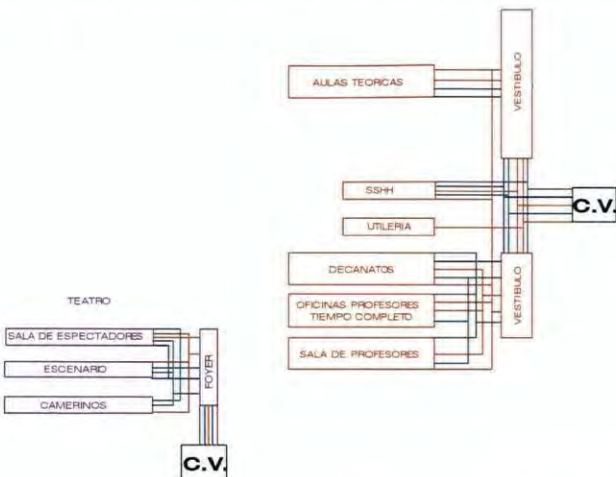 AULAS TEORICAS
VESTIBULO
SSHH
C.V.
UTILERIA
DECANATOS
VESTIBULO
OFICINAS PROFESORES
TIEMPO COMPLETO
SALA DE PROFESORES
TEATRO
SALA DE ESPECTADORES
FOYER
ESCENARIO
CAMERINOS
C.V.